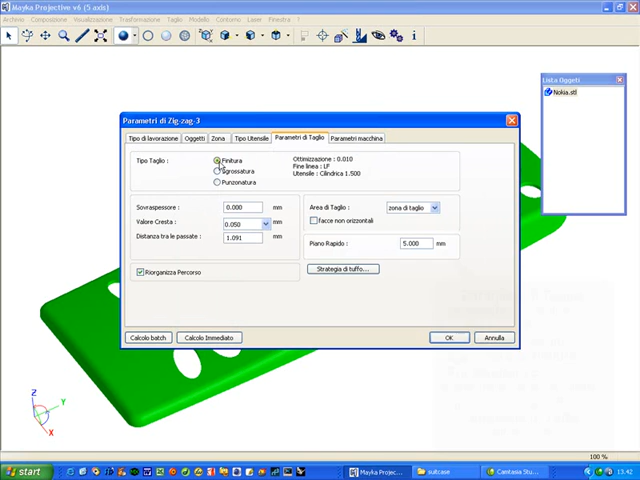 Mayka Projective v6 (5 axis)
Archivio Composizione Visualizzazione Trasformazione Taglio Modello Contorno Macchina ?
Lista Oggetti
Nokia.stl
Parametri di Zig-zag-3
Tipo di lavorazione Oggetti Zona Tipo Utensile Parametri di Taglio Parametri macchina
Tipo Taglio :
Finitura
Sgrossatura
Punzonatura
Ottimizzazione : 0.010
Fine linea : LF
Utensile : Cilindrica 1.500
Sovraspessore : 0.000 mm
Valore Cresta : 0.050 mm
Distanza tra le passate : 1.091 mm
Area di Taglio : zona di taglio
facce non orizzontali
Piano Rapido : 5.000 mm
Riorganizza Percorso
Strategia di tuffo...
Calcolo batch Calcolo Immediato OK Annulla
Z
Y
X
100 %
start Mayka Projec... suitcase Camtasia Stu... 13.42